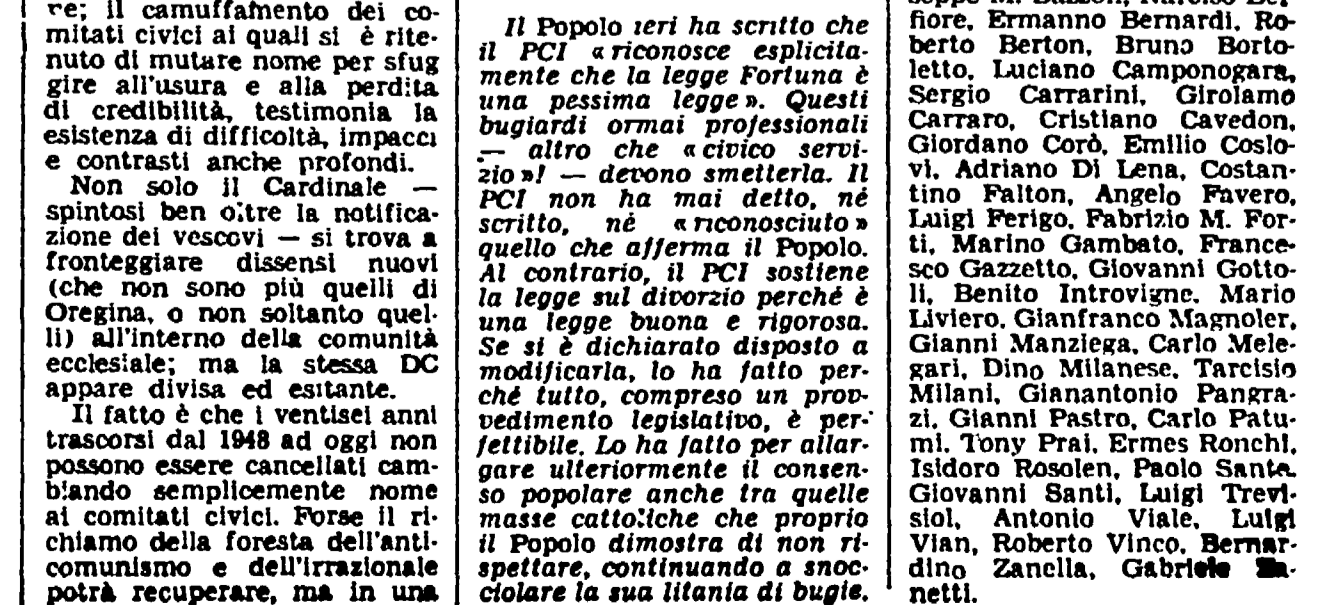 re; il camuffamento dei co-
mitati civici ai quali si è rite-
nuto di mutare nome per sfug
gire all'usura e alla perdita
di credibilità, testimonia la
esistenza di difficoltà, impacci
e contrasti anche profondi.
Non solo il Cardinale —
spintosi ben oltre la notifica-
zione dei vescovi — si trova a
fronteggiare dissensi nuovi
(che non sono più quelli di
Oregina, o non soltanto quel-
li) all'interno della comunità
ecclesiale; ma la stessa DC
appare divisa ed esitante.
Il fatto è che i ventisei anni
trascorsi dal 1948 ad oggi non
possono essere cancellati cam-
biando semplicemente nome
ai comitati civici. Forse il ri-
chiamo della foresta dell'anti-
comunismo e dell'irrazionale
potrà recuperare, ma in una
Il Popolo ieri ha scritto che
il PCI «riconosce esplicita-
mente che la legge Fortuna è
una pessima legge». Questi
bugiardi ormai professionali
— altro che «civico servi-
zio»! — devono smetterla. Il
PCI non ha mai detto, né
scritto, né «riconosciuto»
quello che afferma il Popolo.
Al contrario, il PCI sostiene
la legge sul divorzio perché è
una legge buona e rigorosa.
Se si è dichiarato disposto a
modificarla, lo ha fatto per-
ché tutto, compreso un prov-
vedimento legislativo, è per-
fettibile. Lo ha fatto per allar-
gare ulteriormente il consen-
so popolare anche tra quelle
masse cattoliche che proprio
il Popolo dimostra di non ri-
spettare, continuando a snoc-
ciolare la sua litania di bugie.
fiore, Ermanno Bernardi, Ro-
berto Berton, Bruno Borto-
letto, Luciano Camponogara,
Sergio Carrarini, Girolamo
Carraro, Cristiano Cavedon,
Giordano Corò, Emilio Coslo-
vi, Adriano Di Lena, Costan-
tino Falton, Angelo Favero,
Luigi Ferigo, Fabrizio M. For-
ti, Marino Gambato, France-
sco Gazzetto, Giovanni Gotto-
li, Benito Introvigne, Mario
Liviero, Gianfranco Magnoler,
Gianni Manziega, Carlo Mele-
gari, Dino Milanese, Tarcisio
Milani, Gianantonio Pangra-
zi, Gianni Pastro, Carlo Patu-
mi, Tony Prai, Ermes Ronchi,
Isidoro Rosolen, Paolo Santa
Giovanni Santi, Luigi Trevi-
siol, Antonio Viale, Luigi
Vian, Roberto Vinco, Bernar-
dino Zanella, Gabriele Za-
netti.